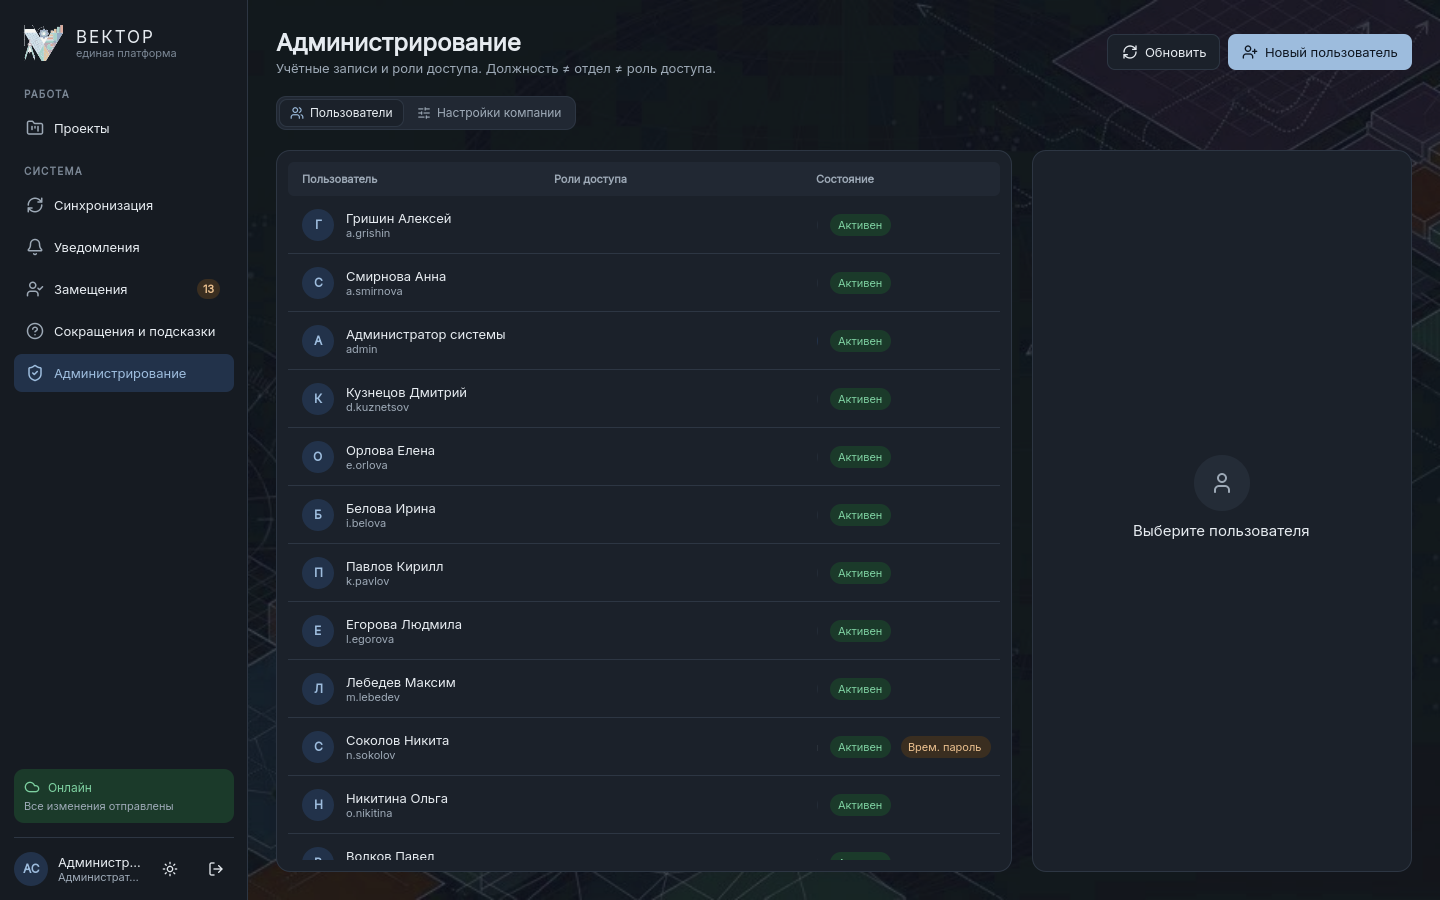 ВЕКТОР
единая платформа
РАБОТА
Проекты
СИСТЕМА
Синхронизация
Уведомления
Замещения 13
Сокращения и подсказки
Администрирование
Онлайн
Все изменения отправлены
АС
Администр...
Администрат...
Администрирование
Учётные записи и роли доступа. Должность ≠ отдел ≠ роль доступа.
Обновить
Новый пользователь
Пользователи
Настройки компании
Пользователь Роли доступа Состояние
Г Гришин Алексей Активен
a.grishin
С Смирнова Анна Активен
a.smirnova
А Администратор системы Активен
admin
К Кузнецов Дмитрий Активен
d.kuznetsov
О Орлова Елена Активен
e.orlova
Б Белова Ирина Активен
i.belova
П Павлов Кирилл Активен
k.pavlov
Е Егорова Людмила Активен
l.egorova
Л Лебедев Максим Активен
m.lebedev
С Соколов Никита Активен Врем. пароль
n.sokolov
Н Никитина Ольга Активен
o.nikitina
Волков Павел
Выберите пользователя